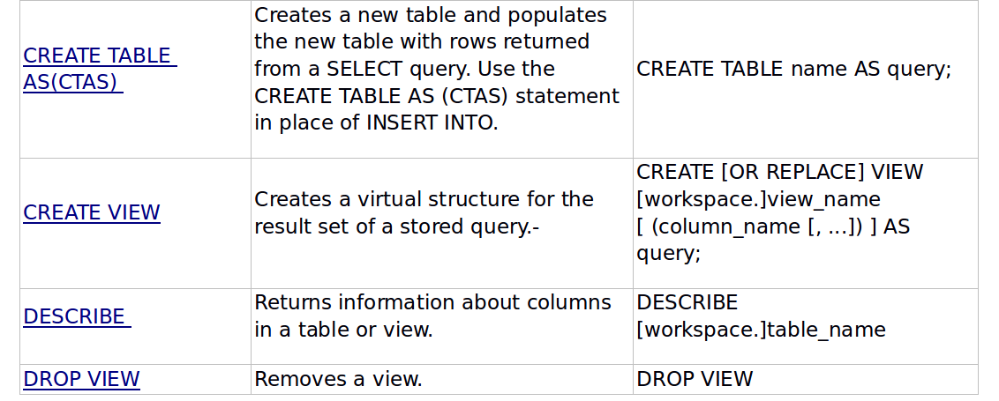 CREATE TABLE
AS(CTAS)
Creates a new table and populates
the new table with rows returned
from a SELECT query. Use the
CREATE TABLE AS (CTAS) statement
in place of INSERT INTO.
CREATE TABLE name AS query;
CREATE VIEW
Creates a virtual structure for the
result set of a stored query.-
CREATE [OR REPLACE] VIEW
[workspace.]view_name
[ (column_name [, ...]) ] AS
query;
DESCRIBE
Returns information about columns
in a table or view.
DESCRIBE
[workspace.]table_name
DROP VIEW
Removes a view.
DROP VIEW